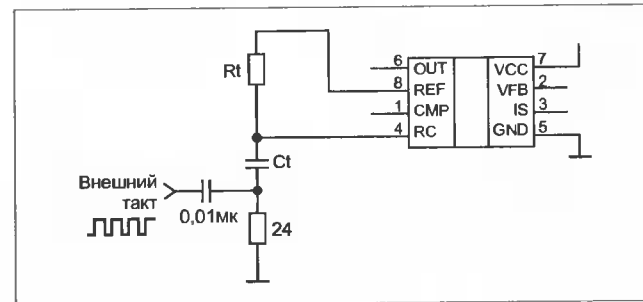 Rt
6 OUT
8 REF
1 CMP
4 RC
VCC 7
VFB 2
IS 3
GND 5
Ct
Внешний
такт
0,01мк
24